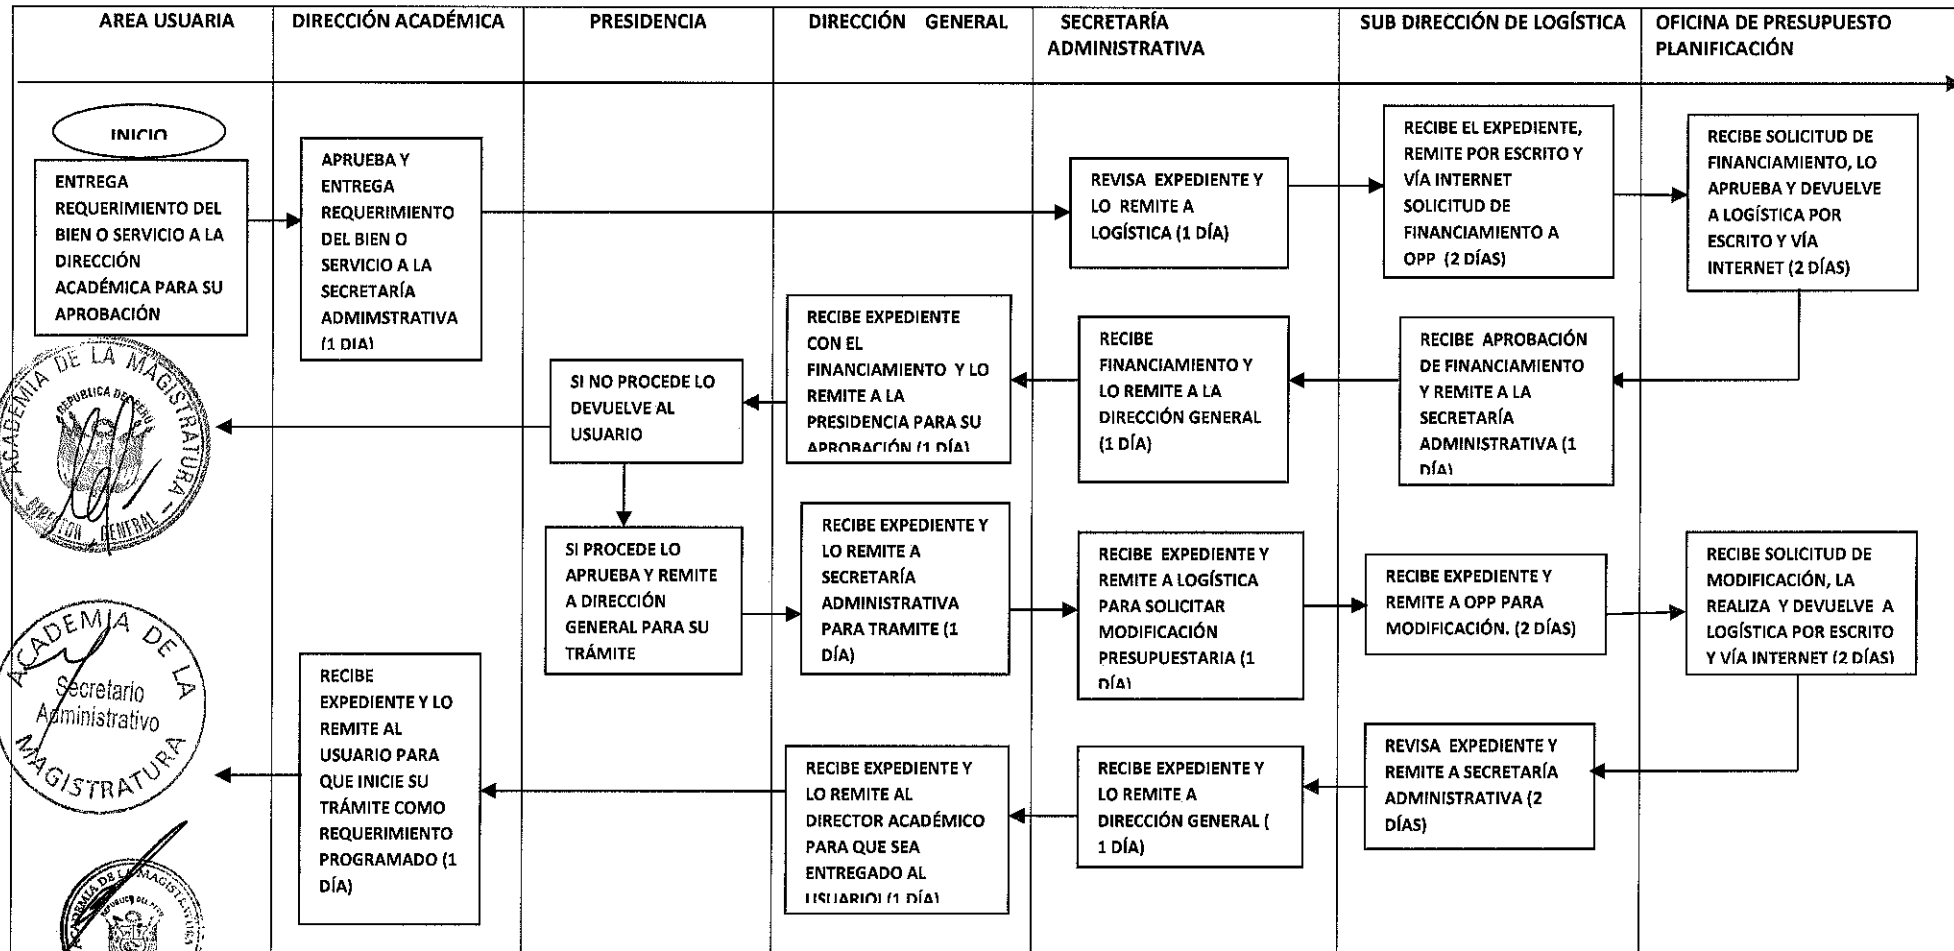 AREA USUARIA
DIRECCIÓN ACADÉMICA
PRESIDENCIA
DIRECCIÓN GENERAL
SECRETARÍA
ADMINISTRATIVA
SUB DIRECCIÓN DE LOGÍSTICA
OFICINA DE PRESUPUESTO
PLANIFICACIÓN
INICIO
ENTREGA
REQUERIMIENTO DEL
BIEN O SERVICIO A LA
DIRECCIÓN
ACADÉMICA PARA SU
APROBACIÓN
APRUEBA Y
ENTREGA
REQUERIMIENTO
DEL BIEN O
SERVICIO A LA
SECRETARÍA
ADMIMSTRATIVA
(1 DIA)
REVISA EXPEDIENTE Y
LO REMITE A
LOGÍSTICA (1 DÍA)
RECIBE EL EXPEDIENTE,
REMITE POR ESCRITO Y
VÍA INTERNET
SOLICITUD DE
FINANCIAMIENTO A
OPP (2 DÍAS)
RECIBE SOLICITUD DE
FINANCIAMIENTO, LO
APRUEBA Y DEVUELVE
A LOGÍSTICA POR
ESCRITO Y VÍA
INTERNET (2 DÍAS)
RECIBE APROBACIÓN
DE FINANCIAMIENTO
Y REMITE A LA
SECRETARÍA
ADMINISTRATIVA (1
DÍA)
RECIBE
FINANCIAMIENTO Y
LO REMITE A LA
DIRECCIÓN GENERAL
(1 DÍA)
RECIBE EXPEDIENTE
CON EL
FINANCIAMIENTO Y LO
REMITE A LA
PRESIDENCIA PARA SU
APROBACIÓN (1 DÍA)
SI NO PROCEDE LO
DEVUELVE AL
USUARIO
SI PROCEDE LO
APRUEBA Y REMITE
A DIRECCIÓN
GENERAL PARA SU
TRÁMITE
RECIBE EXPEDIENTE Y
LO REMITE A
SECRETARÍA
ADMINISTRATIVA
PARA TRAMITE (1
DÍA)
RECIBE EXPEDIENTE Y
REMITE A LOGÍSTICA
PARA SOLICITAR
MODIFICACIÓN
PRESUPUESTARIA (1
DÍA)
RECIBE EXPEDIENTE Y
REMITE A OPP PARA
MODIFICACIÓN. (2 DÍAS)
RECIBE SOLICITUD DE
MODIFICACIÓN, LA
REALIZA Y DEVUELVE A
LOGÍSTICA POR ESCRITO
Y VÍA INTERNET (2 DÍAS)
REVISA EXPEDIENTE Y
REMITE A SECRETARÍA
ADMINISTRATIVA (2
DÍAS)
RECIBE EXPEDIENTE Y
LO REMITE A
DIRECCIÓN GENERAL (
1 DÍA)
RECIBE EXPEDIENTE Y
LO REMITE AL
DIRECTOR ACADÉMICO
PARA QUE SEA
ENTREGADO AL
USUARIO! (1 DÍA)
RECIBE
EXPEDIENTE Y LO
REMITE AL
USUARIO PARA
QUE INICIE SU
TRÁMITE COMO
REQUERIMIENTO
PROGRAMADO (1
DÍA)
ACADEMIA DE LA MAGISTRATURA
REPUBLICA DEL PERU
DIRECTOR GENERAL
ACADEMIA DE LA
Secretario
Administrativo
MAGISTRATURA
ACADEMIA DE LA MAGISTRATURA
REPUBLICA DEL PERU